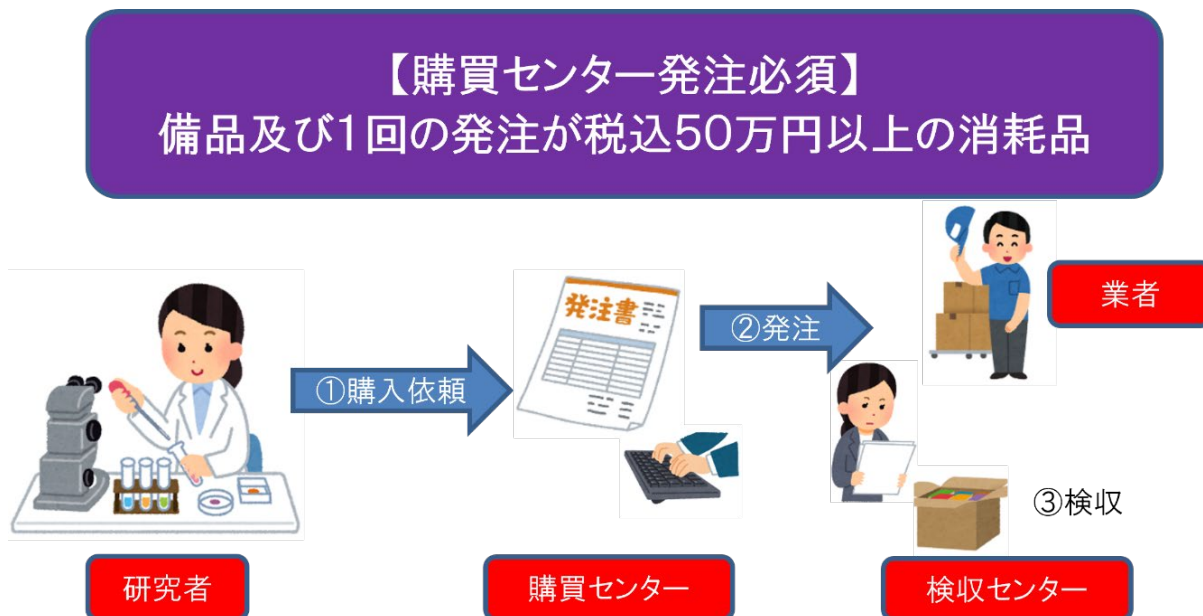 【購買センター発注必須】
備品及び1回の発注が税込50万円以上の消耗品
業者
発注書
②発注
①購入依頼
③検収
研究者
購買センター
検収センター